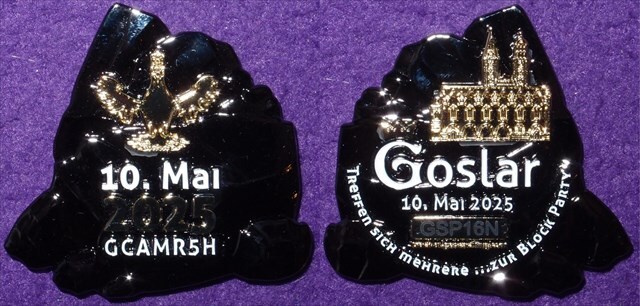 10. Mai
2025
GCAMR5H
Goslar
10. Mai 2025
GSP16N
Treffen sich mehrere ...zur Block Party